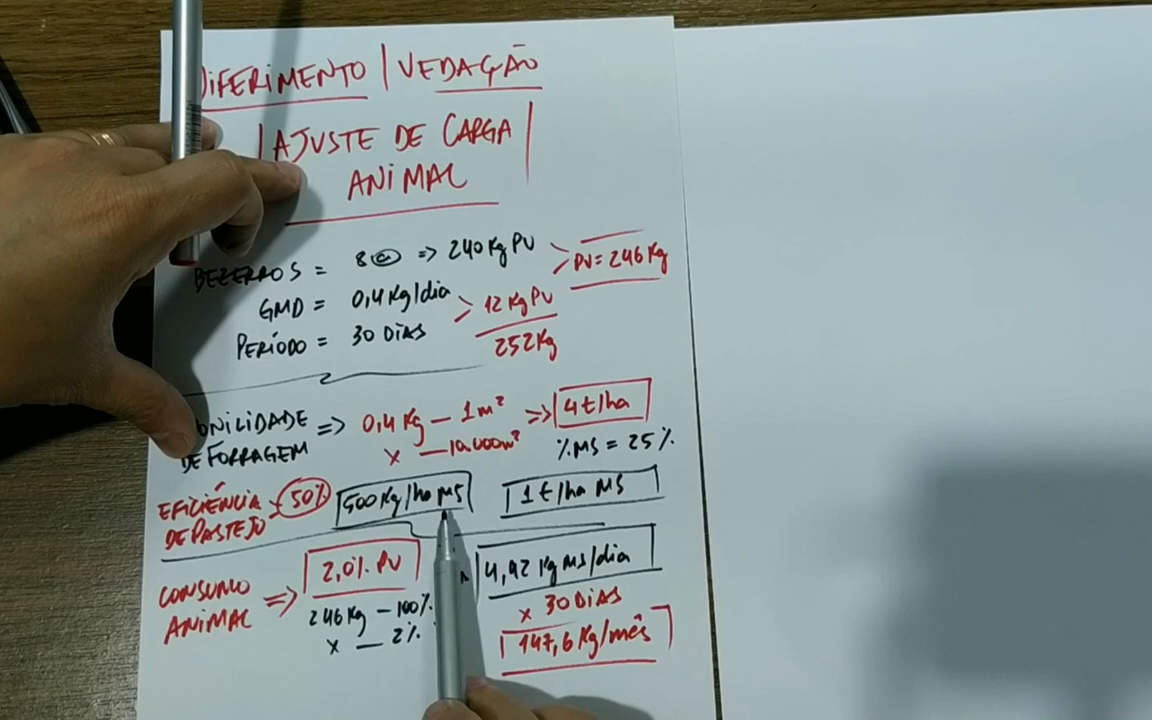 DIFERIMENTO | VEDAÇÃO
| AJUSTE DE CARGA |
ANIMAL
BEZERROS = 8 @ => 240 Kg PV
GMD = 0,4 Kg/dia
PERÍODO = 30 DIAS
> 12 Kg PV
252 Kg
> PV = 246 Kg
ONILIDADE
DE FORRAGEM => 0,4 Kg — 1 m² => 4 t/ha
X — 10.000 m²
% MS = 25 %.
EFICIÊNCIA
DE PASTEJO = 50% 500 Kg/ha MS 1 t/ha MS
CONSUMO
ANIMAL => 2,0% PV
246 Kg — 100%
X — 2%
4,92 Kg MS/dia
x 30 DIAS
147,6 Kg/mês